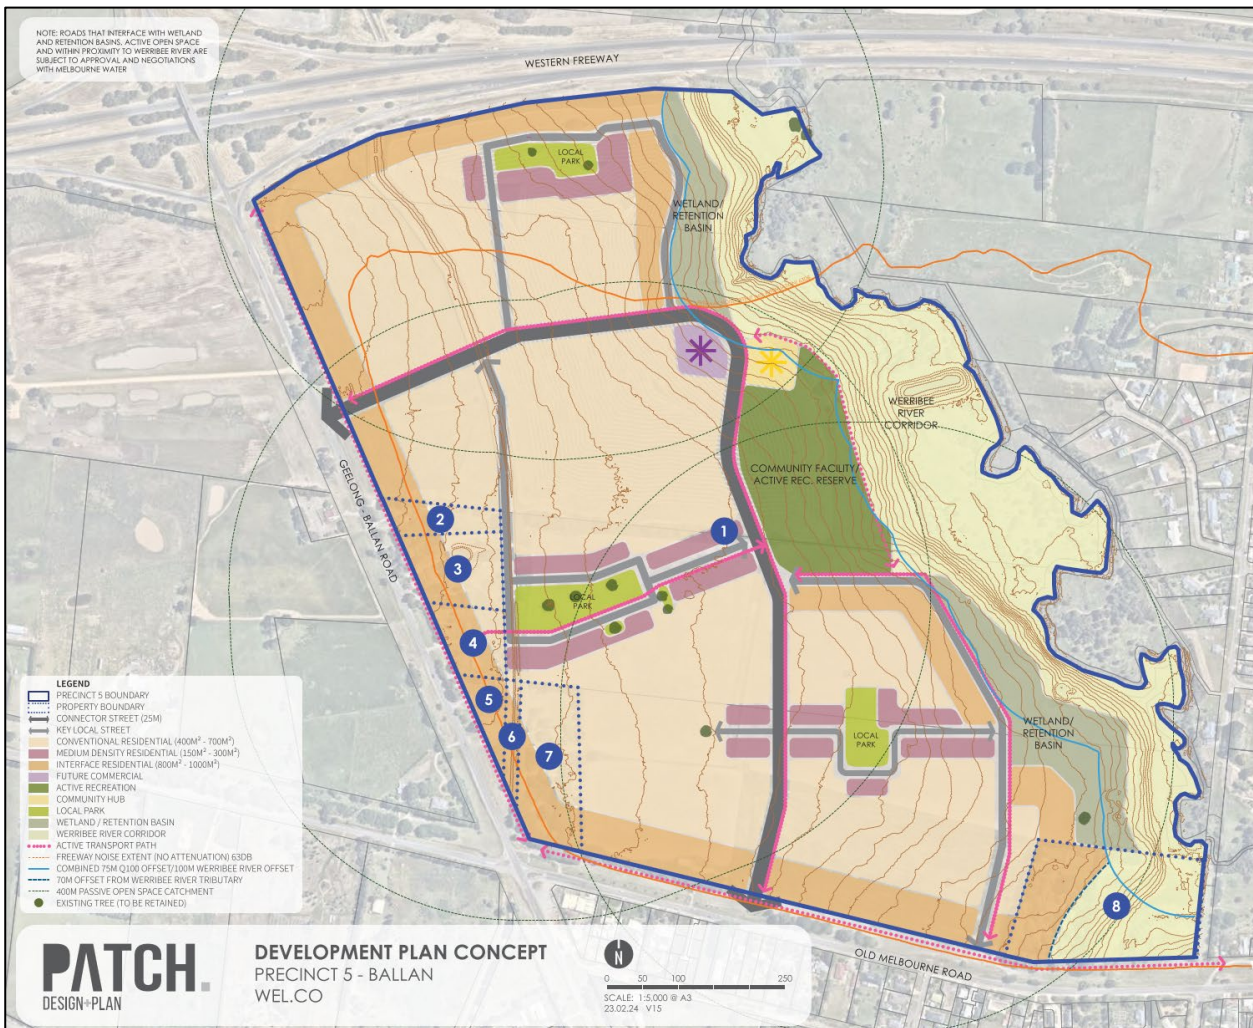 NOTE: ROADS THAT INTERFACE WITH WETLAND
AND RETENTION BASINS, ACTIVE OPEN SPACE
AND WITHIN PROXIMITY TO WERRIBEE RIVER ARE
SUBJECT TO APPROVAL AND NEGOTIATIONS
WITH MELBOURNE WATER
WESTERN FREEWAY
LOCAL
PARK
WETLAND/
RETENTION
BASIN
WERRIBEE
RIVER
CORRIDOR
COMMUNITY FACILITY/
ACTIVE REC. RESERVE
GEELONG - BALLAN ROAD
1
2
3
LOCAL
PARK
4
5
6
7
LOCAL
PARK
WETLAND/
RETENTION
BASIN
8
OLD MELBOURNE ROAD
LEGEND
PRECINCT 5 BOUNDARY
PROPERTY BOUNDARY
CONNECTOR STREET (25M)
KEY LOCAL STREET
CONVENTIONAL RESIDENTIAL (400M² - 700M²)
MEDIUM DENSITY RESIDENTIAL (150M² - 300M²)
INTERFACE RESIDENTIAL (800M² - 1000M²)
FUTURE COMMERCIAL
ACTIVE RECREATION
COMMUNITY HUB
LOCAL PARK
WETLAND / RETENTION BASIN
WERRIBEE RIVER CORRIDOR
ACTIVE TRANSPORT PATH
FREEWAY NOISE EXTENT (NO ATTENUATION) 63DB
COMBINED 75M Q100 OFFSET/100M WERRIBEE RIVER OFFSET
70M OFFSET FROM WERRIBEE RIVER TRIBUTARY
400M PASSIVE OPEN SPACE CATCHMENT
EXISTING TREE (TO BE RETAINED)
PATCH.
DESIGN+PLAN
DEVELOPMENT PLAN CONCEPT
PRECINCT 5 - BALLAN
WEL.CO
N
0 50 100 250
SCALE: 1:5,000 @ A3
23.02.24 V15